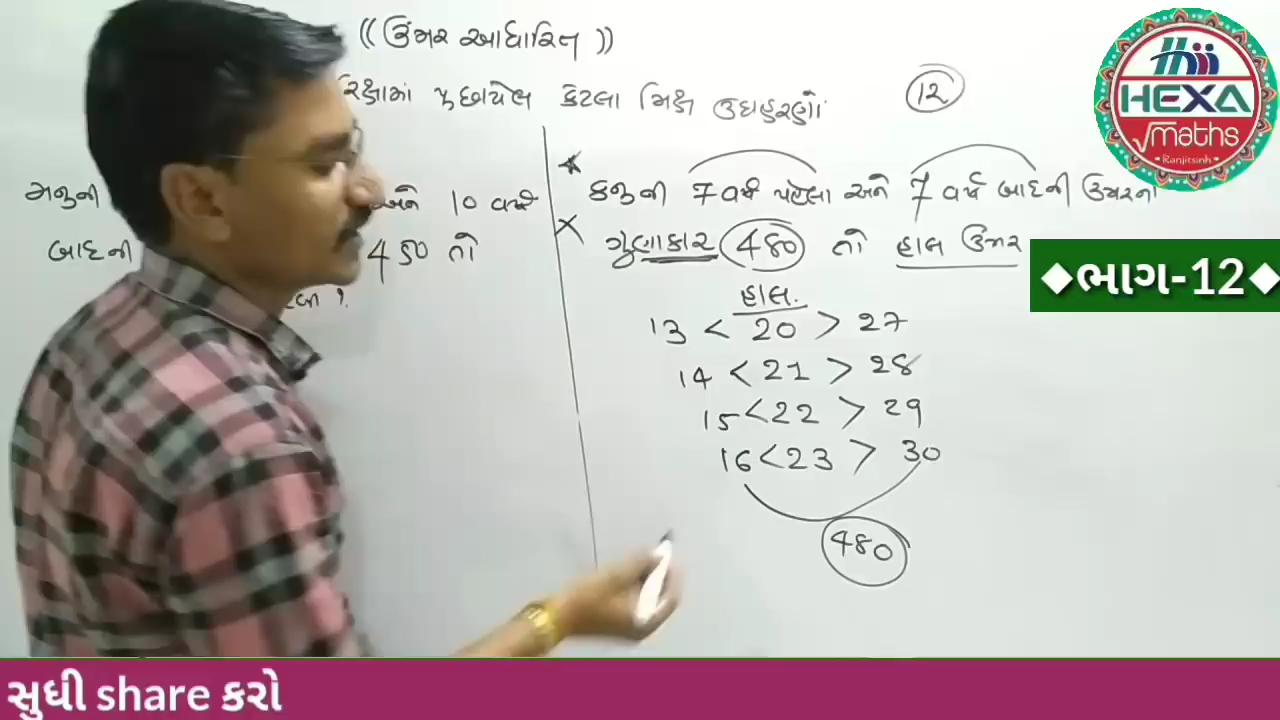 ((ઉંમર આધારિત))
પૂછાયેલ કેટલા મિક્ષ ઉદાહરણો
12
મનુની
અને 10 વર્ષ
બાદની
450 તો
?
* કનુની 7 વર્ષ પહેલા અને 7 વર્ષ બાદની ઉંમરના
ગુણાકાર 480 તો હાલ ઉંમર
હાલ.
13 < 20 > 27
14 < 21 > 28
15 < 22 > 29
16 < 23 > 30
480
HEXA
√maths
Ranjitsinh
◆ભાગ-12◆
સુધી share કરો